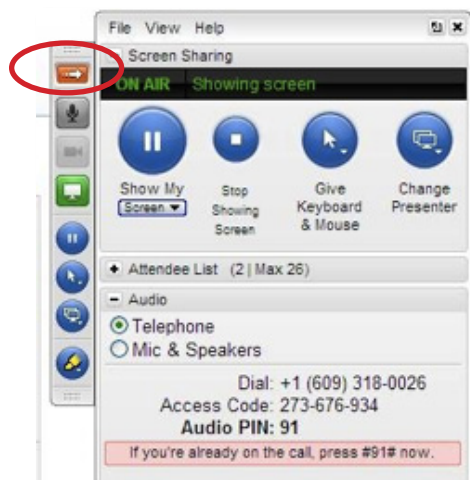 File View Help
Screen Sharing
ON AIR Showing screen
Show My
Screen
Stop
Showing
Screen
Give
Keyboard
& Mouse
Change
Presenter
Attendee List (2 | Max 26)
Audio
Telephone
Mic & Speakers
Dial: +1 (609) 318-0026
Access Code: 273-676-934
Audio PIN: 91
If you're already on the call, press #91# now.